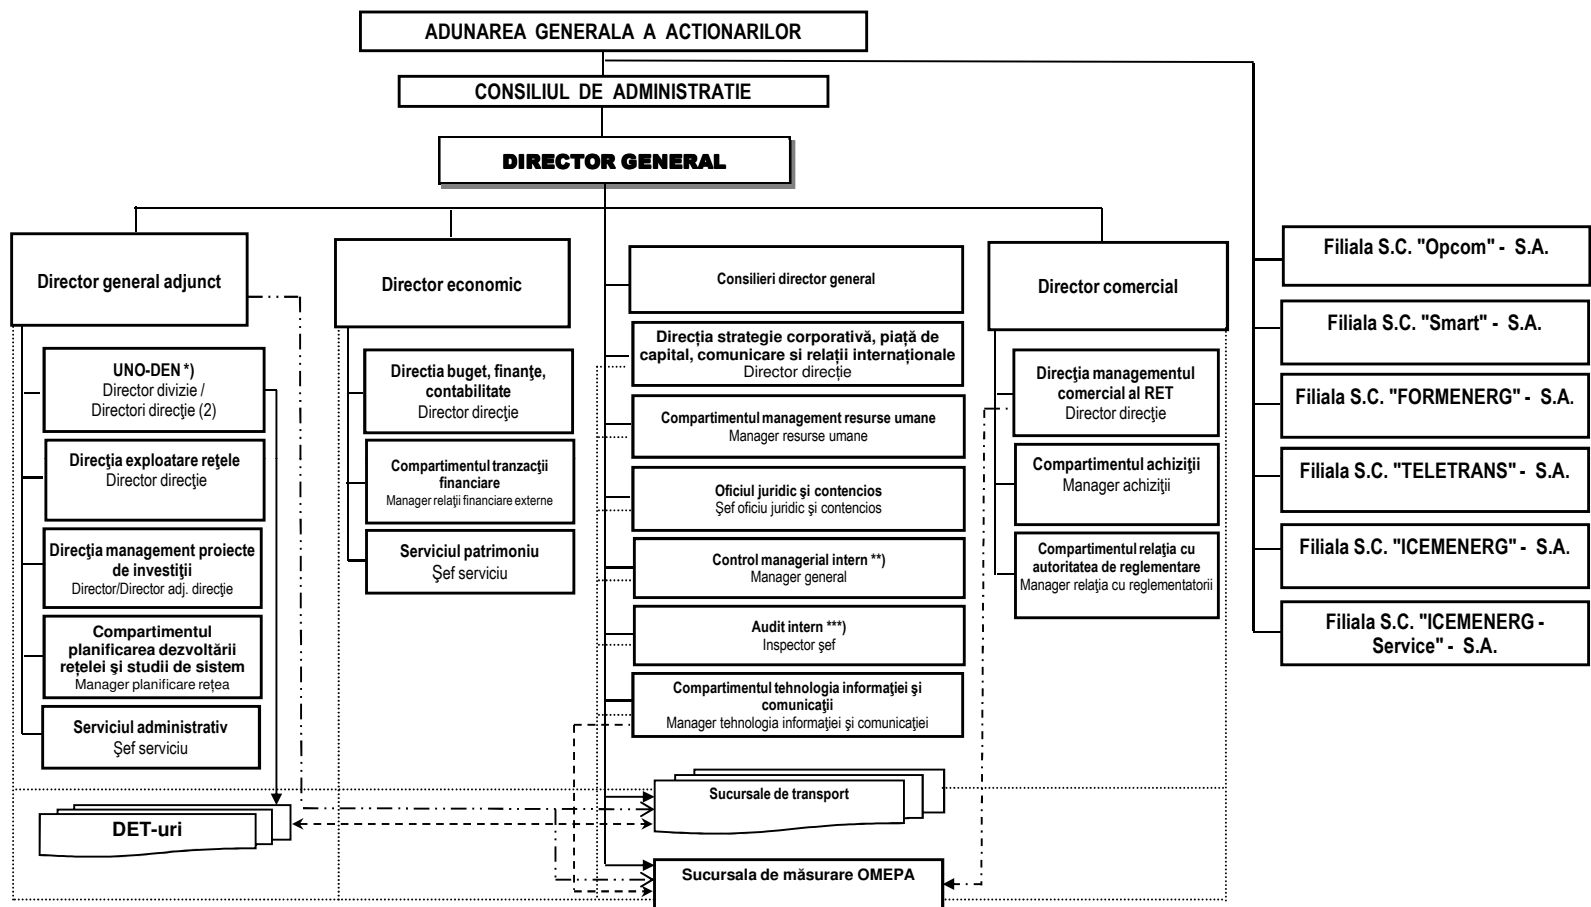 ADUNAREA GENERALA A ACTIONARILOR
CONSILIUL DE ADMINISTRATIE
DIRECTOR GENERAL
Director general adjunct
UNO-DEN *)
Director divizie /
Directori direcţie (2)
Direcţia exploatare reţele
Director direcţie
Direcţia management proiecte
de investiţii
Director/Director adj. direcţie
Compartimentul
planificarea dezvoltării
rețelei și studii de sistem
Manager planificare rețea
Serviciul administrativ
Şef serviciu
DET-uri
Director economic
Directia buget, finanţe,
contabilitate
Director direcţie
Compartimentul tranzacţii
financiare
Manager relaţii financiare externe
Serviciul patrimoniu
Şef serviciu
Consilieri director general
Direcția strategie corporativă, piață de
capital, comunicare si relații internaționale
Director direcţie
Compartimentul management resurse umane
Manager resurse umane
Oficiul juridic şi contencios
Şef oficiu juridic şi contencios
Control managerial intern **)
Manager general
Audit intern ***)
Inspector şef
Compartimentul tehnologia informaţiei şi
comunicaţii
Manager tehnologia informaţiei şi comunicaţiei
Sucursale de transport
Sucursala de măsurare OMEPA
Director comercial
Direcţia managementul
comercial al RET
Director direcţie
Compartimentul achiziţii
Manager achiziţii
Compartimentul relaţia cu
autoritatea de reglementare
Manager relaţia cu reglementatorii
Filiala S.C. "Opcom" - S.A.
Filiala S.C. "Smart" - S.A.
Filiala S.C. "FORMENERG" - S.A.
Filiala S.C. "TELETRANS" - S.A.
Filiala S.C. "ICEMENERG" - S.A.
Filiala S.C. "ICEMENERG -
Service" - S.A.